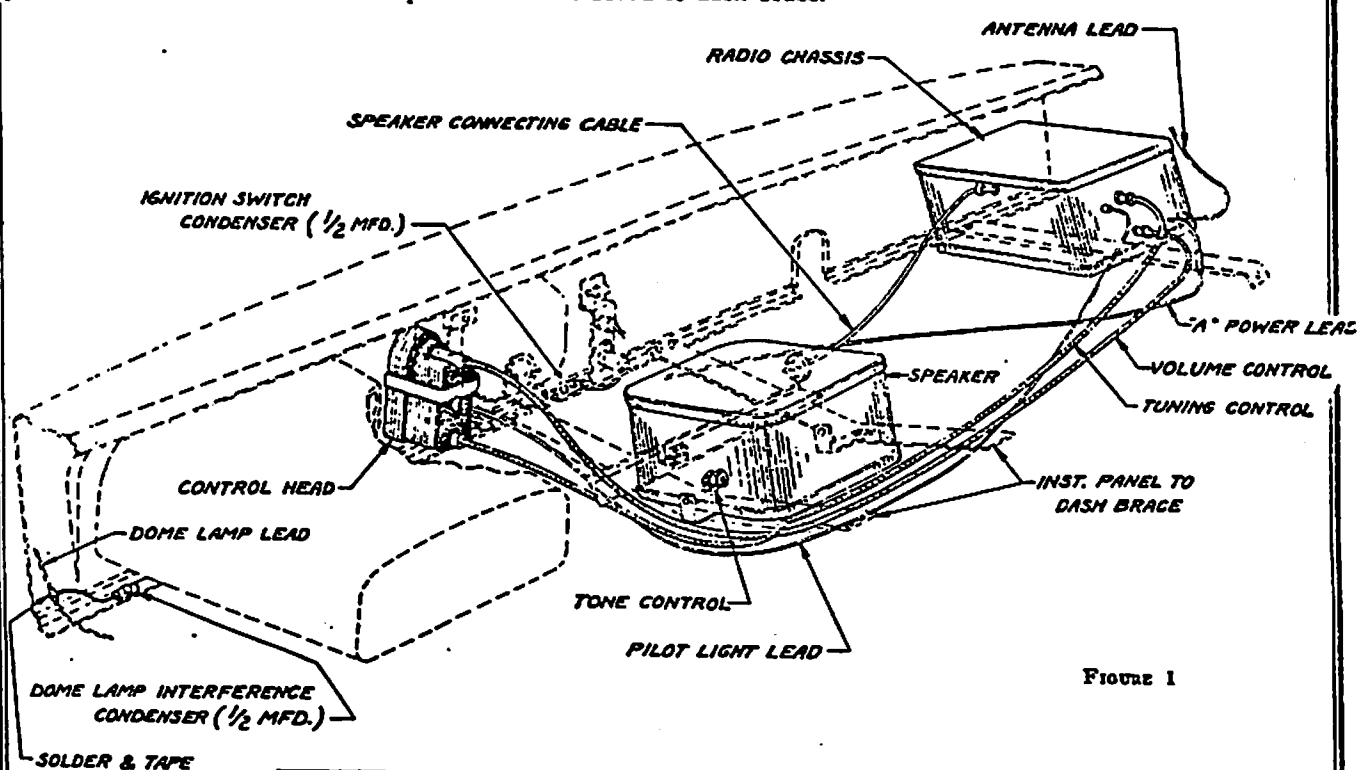 ANTENNA LEAD
RADIO CHASSIS
SPEAKER CONNECTING CABLE
IGNITION SWITCH
CONDENSER (1/2 MFD.)
"A" POWER LEAD
SPEAKER
VOLUME CONTROL
TUNING CONTROL
CONTROL HEAD
INST. PANEL TO
DASH BRACE
DOME LAMP LEAD
TONE CONTROL
PILOT LIGHT LEAD
FIGURE 1
DOME LAMP INTERFERENCE
CONDENSER (1/2 MFD.)
SOLDER & TAPE